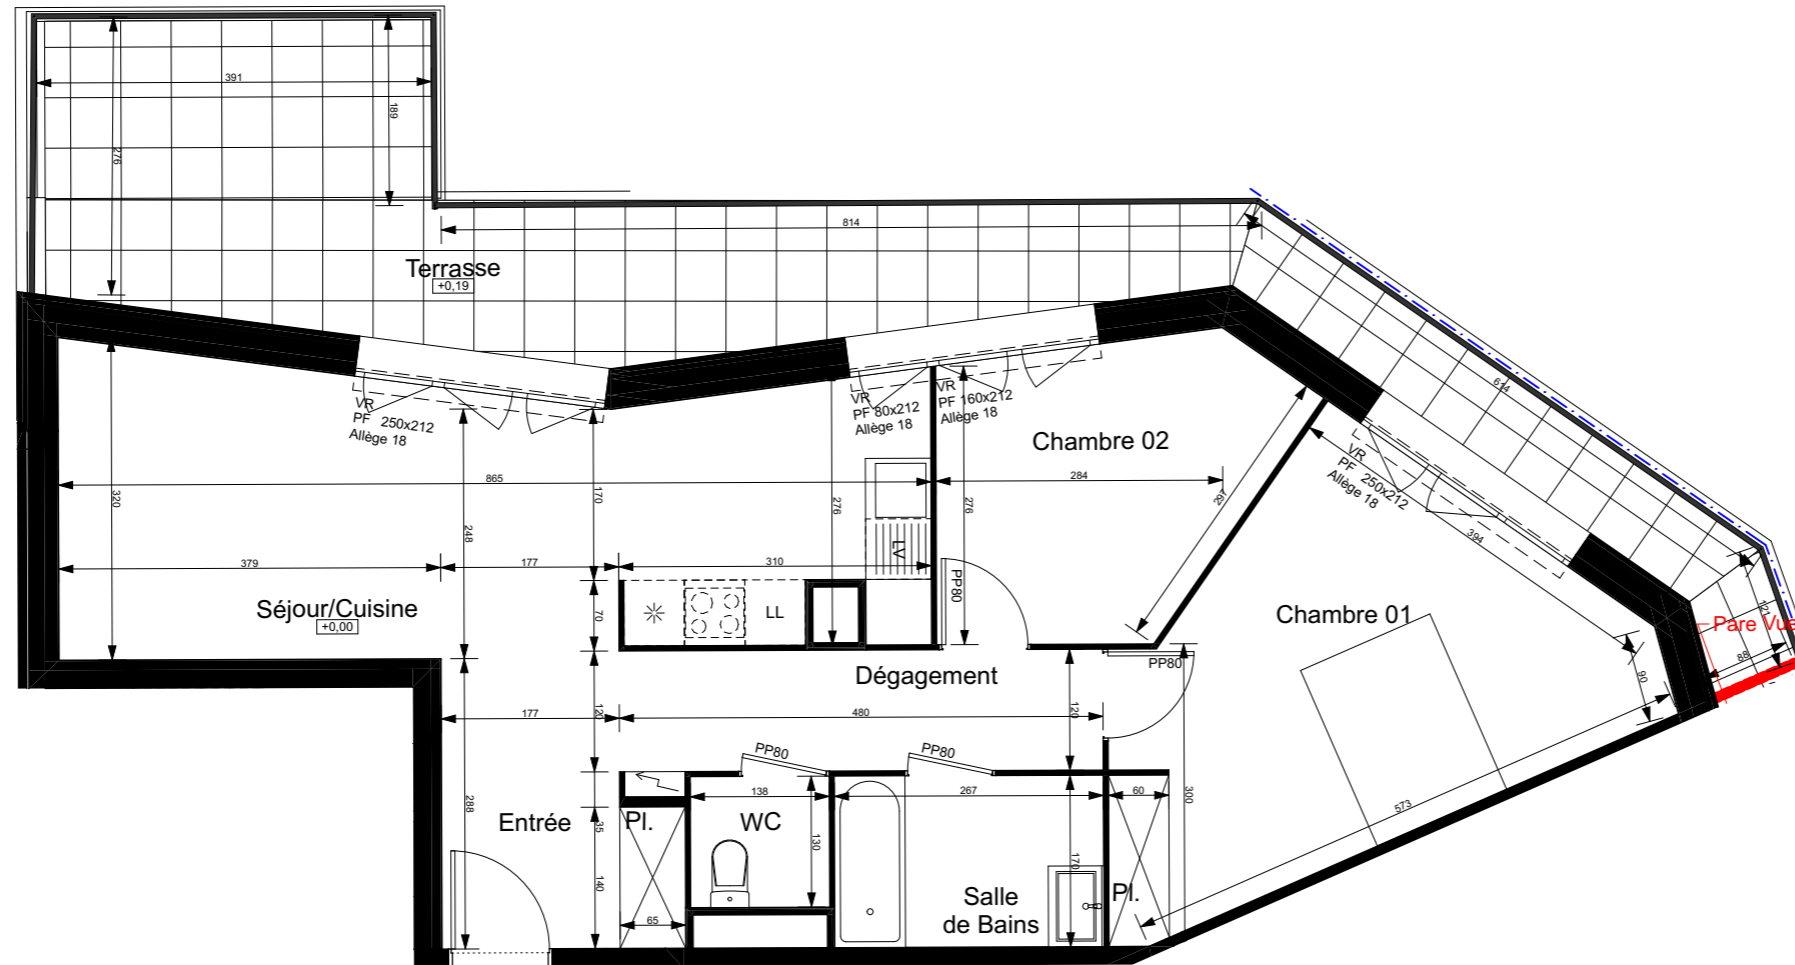 391
189
276
814
Terrasse
+0,19
614
VR
PF 250x212
Allège 18
VR
PF 80x212
Allège 18
VR
PF 160x212
Allège 18
Chambre 02
VR
PF 250x212
Allège 18
865
284
297
320
170
276
276
248
394
LV
379
177
310
PP80
Séjour/Cuisine
+0,00
70
LL
Chambre 01
121
Pare Vue
88
Dégagement
PP80
90
177
120
480
120
PP80
PP80
288
138
267
60
300
573
Entrée
Pl.
35
WC
130
140
170
65
Salle
de Bains
Pl.